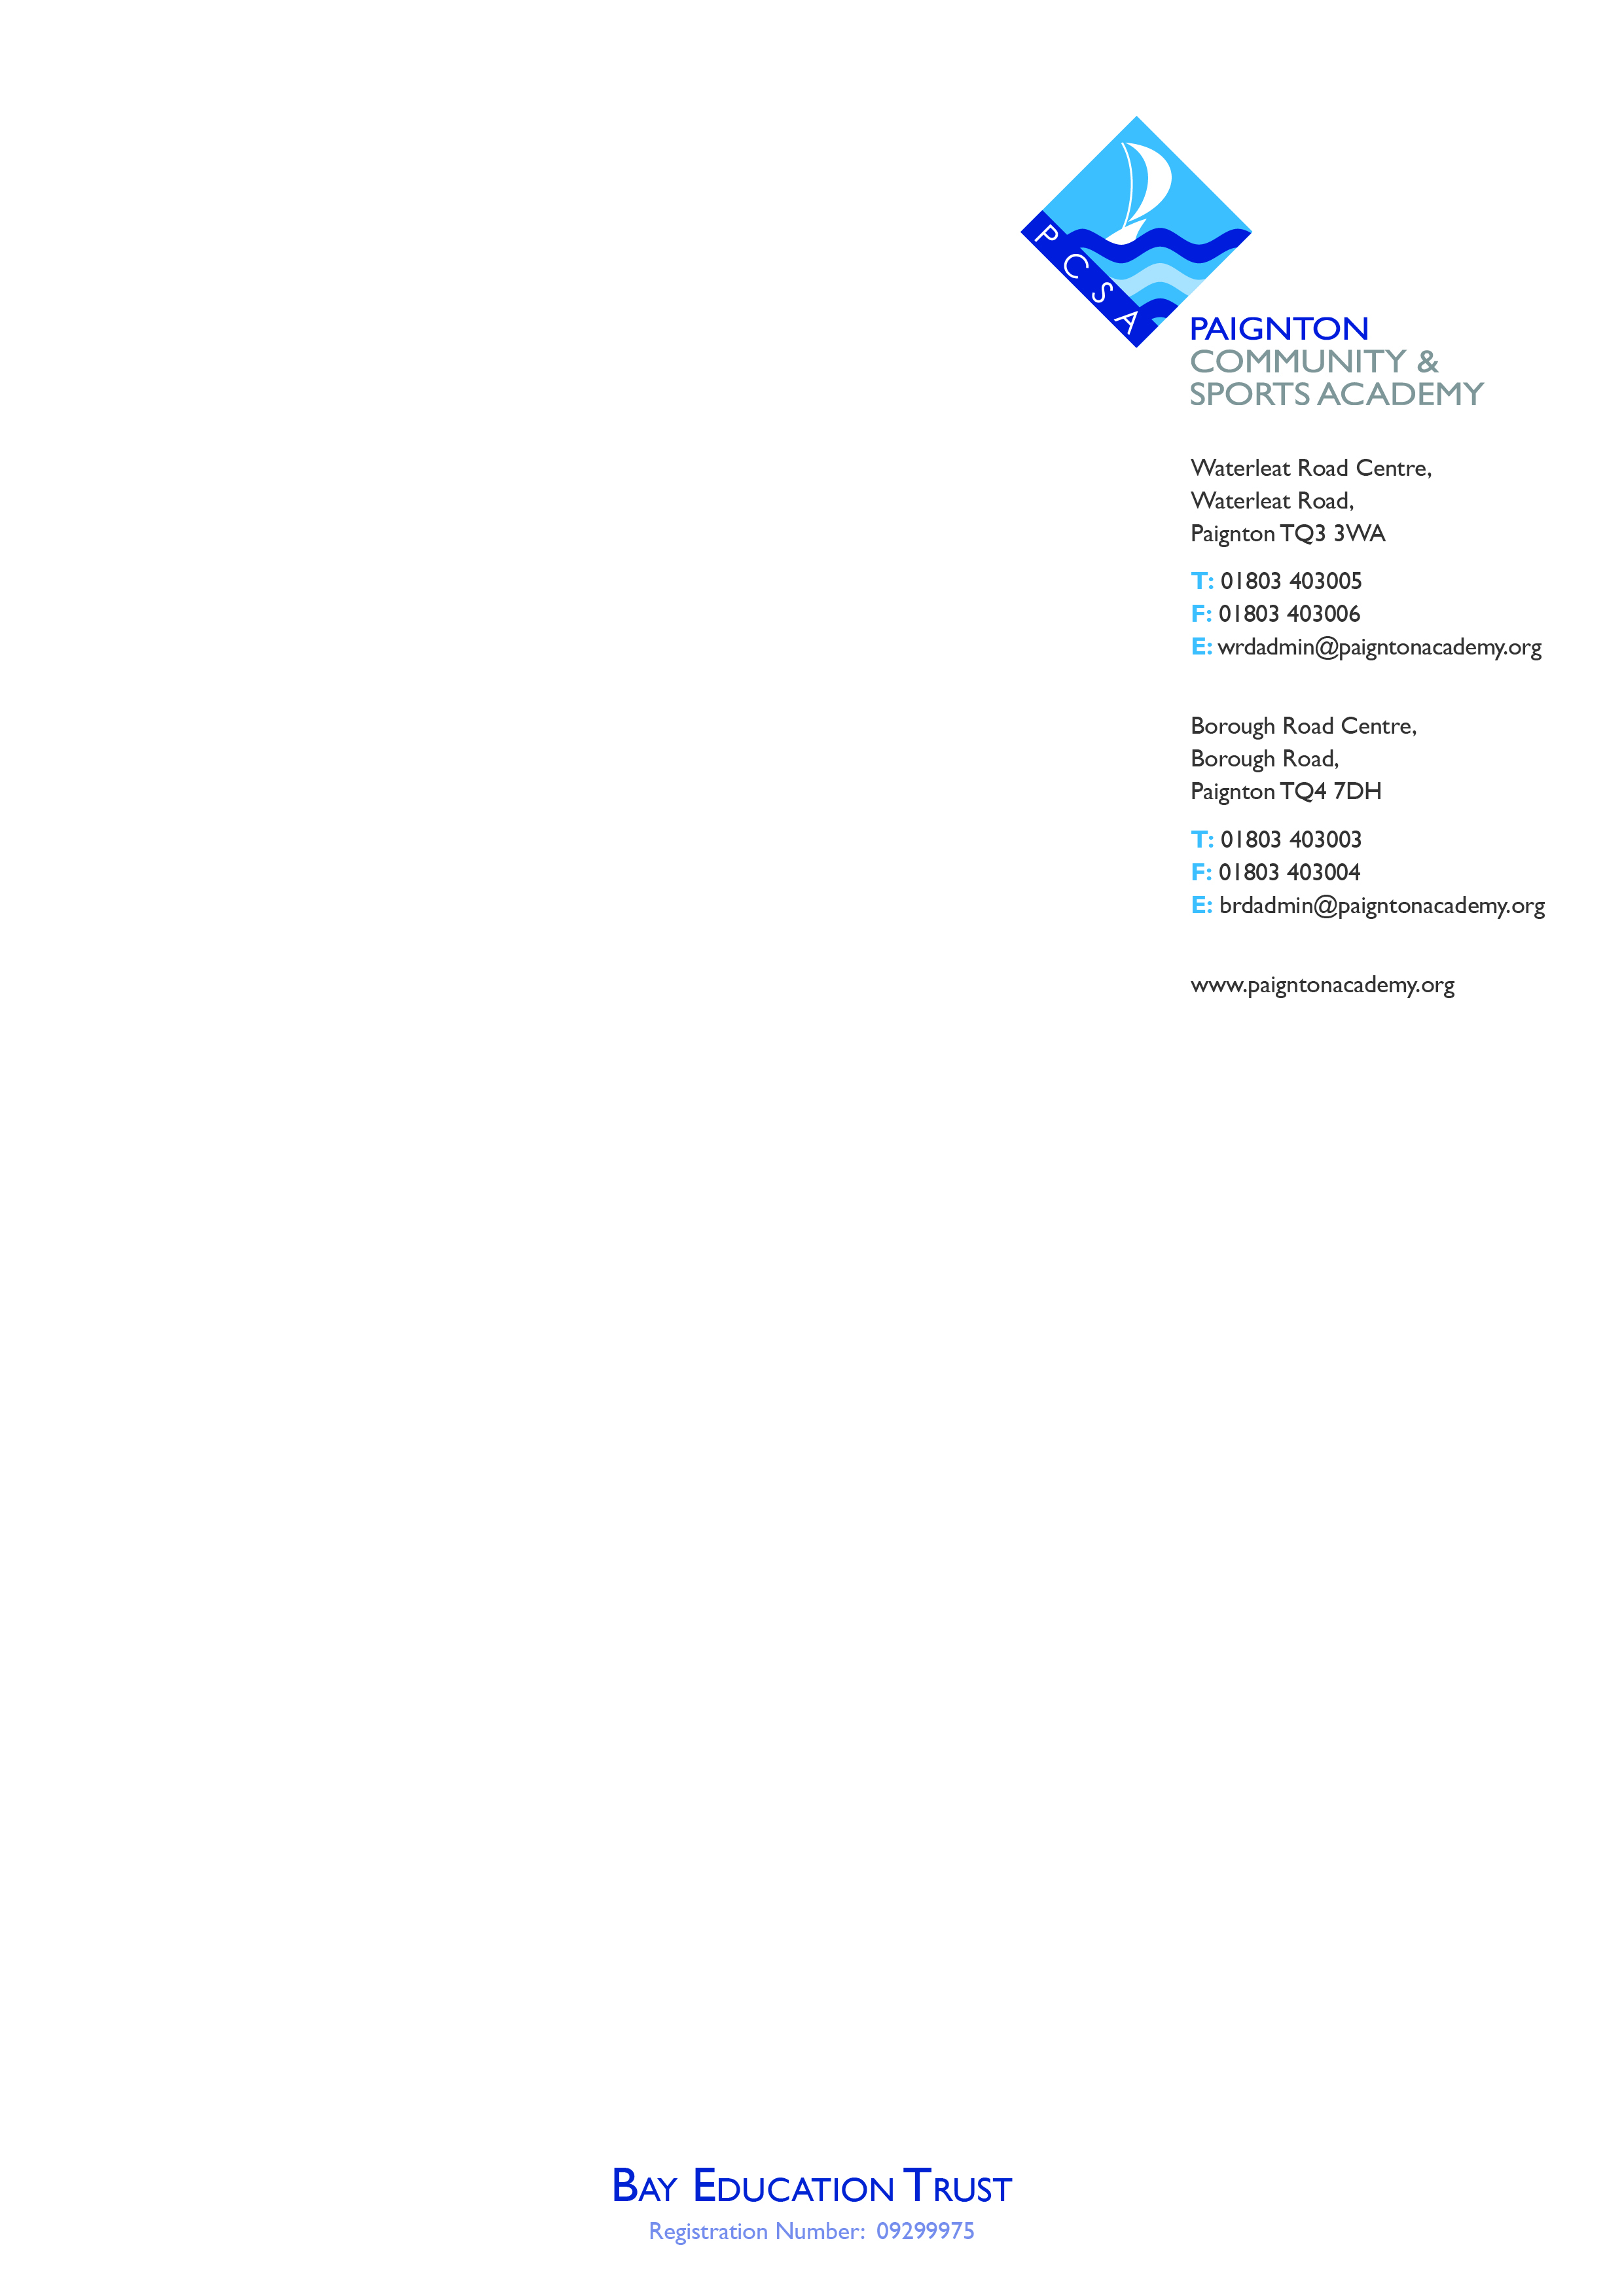 PCSA
PAIGNTON
COMMUNITY &
SPORTS ACADEMY
Waterleat Road Centre,
Waterleat Road,
Paignton TQ3 3WA
T: 01803 403005
F: 01803 403006
E: wrdadmin@paigntonacademy.org
Borough Road Centre,
Borough Road,
Paignton TQ4 7DH
T: 01803 403003
F: 01803 403004
E: brdadmin@paigntonacademy.org
www.paigntonacademy.org
BAY EDUCATION TRUST
Registration Number: 09299975